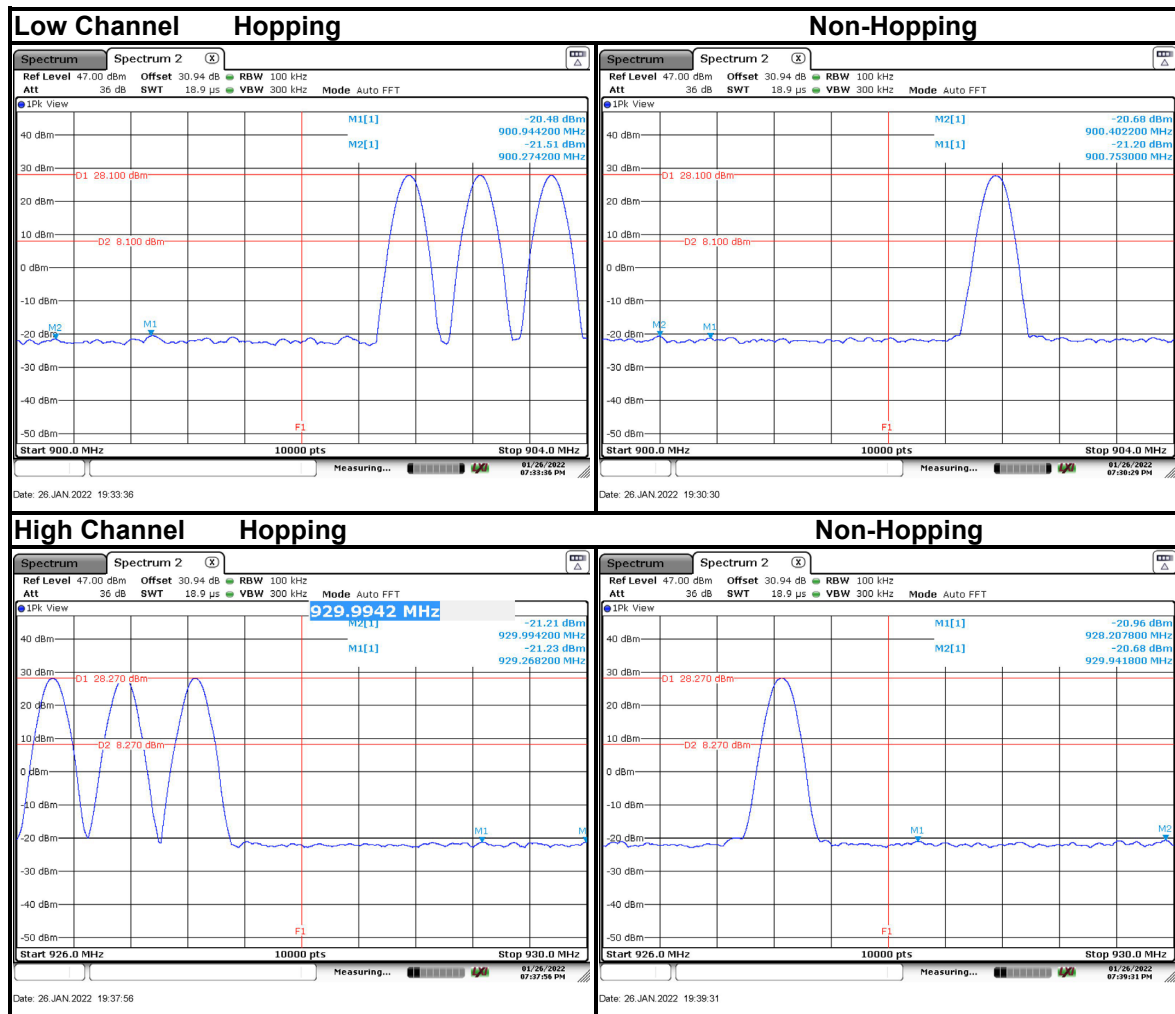 Low Channel Hopping Non-Hopping
Spectrum Spectrum 2 X
Ref Level 47.00 dBm Offset 30.94 dB RBW 100 kHz
Att 36 dB SWT 18.9 µs VBW 300 kHz Mode Auto FFT
1Pk View
M1[1] -20.48 dBm
900.944200 MHz
M2[1] -21.51 dBm
900.274200 MHz
40 dBm
30 dBm
D1 28.100 dBm
20 dBm
10 dBm
D2 8.100 dBm
0 dBm
-10 dBm
M2 M1
-20 dBm
-30 dBm
-40 dBm
F1
-50 dBm
Start 900.0 MHz 10000 pts Stop 904.0 MHz
Measuring... LXI 01/26/2022
07:33:36 PM
Date: 26.JAN.2022 19:33:36
Spectrum Spectrum 2 X
Ref Level 47.00 dBm Offset 30.94 dB RBW 100 kHz
Att 36 dB SWT 18.9 µs VBW 300 kHz Mode Auto FFT
1Pk View
M2[1] -20.68 dBm
900.402200 MHz
M1[1] -21.20 dBm
900.753000 MHz
40 dBm
30 dBm
D1 28.100 dBm
20 dBm
10 dBm
D2 8.100 dBm
0 dBm
-10 dBm
M2 M1
-20 dBm
-30 dBm
-40 dBm
F1
-50 dBm
Start 900.0 MHz 10000 pts Stop 904.0 MHz
Measuring... LXI 01/26/2022
07:30:29 PM
Date: 26.JAN.2022 19:30:30
High Channel Hopping Non-Hopping
Spectrum Spectrum 2 X
Ref Level 47.00 dBm Offset 30.94 dB RBW 100 kHz
Att 36 dB SWT 18.9 µs VBW 300 kHz Mode Auto FFT
1Pk View
929.9942 MHz
M2[1] -21.21 dBm
929.994200 MHz
M1[1] -21.23 dBm
929.268200 MHz
40 dBm
30 dBm
D1 28.270 dBm
20 dBm
10 dBm
D2 8.270 dBm
0 dBm
-10 dBm
M1 M
-20 dBm
-30 dBm
-40 dBm
F1
-50 dBm
Start 926.0 MHz 10000 pts Stop 930.0 MHz
Measuring... LXI 01/26/2022
07:37:56 PM
Date: 26.JAN.2022 19:37:56
Spectrum Spectrum 2 X
Ref Level 47.00 dBm Offset 30.94 dB RBW 100 kHz
Att 36 dB SWT 18.9 µs VBW 300 kHz Mode Auto FFT
1Pk View
M1[1] -20.96 dBm
928.207800 MHz
M2[1] -20.68 dBm
929.941800 MHz
40 dBm
30 dBm
D1 28.270 dBm
20 dBm
10 dBm
D2 8.270 dBm
0 dBm
-10 dBm
M1 M2
-20 dBm
-30 dBm
-40 dBm
F1
-50 dBm
Start 926.0 MHz 10000 pts Stop 930.0 MHz
Measuring... LXI 01/26/2022
07:39:31 PM
Date: 26.JAN.2022 19:39:31